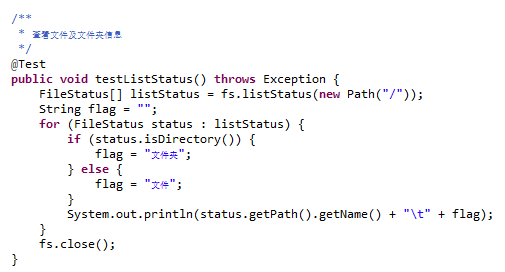 /**
 * 查看文件及文件夹信息
 */
@Test
public void testListStatus() throws Exception {
    FileStatus[] listStatus = fs.listStatus(new Path("/"));
    String flag = "";
    for (FileStatus status : listStatus) {
        if (status.isDirectory()) {
            flag = "文件夹";
        } else {
            flag = "文件";
        }
        System.out.println(status.getPath().getName() + "\t" + flag);
    }
    fs.close();
}